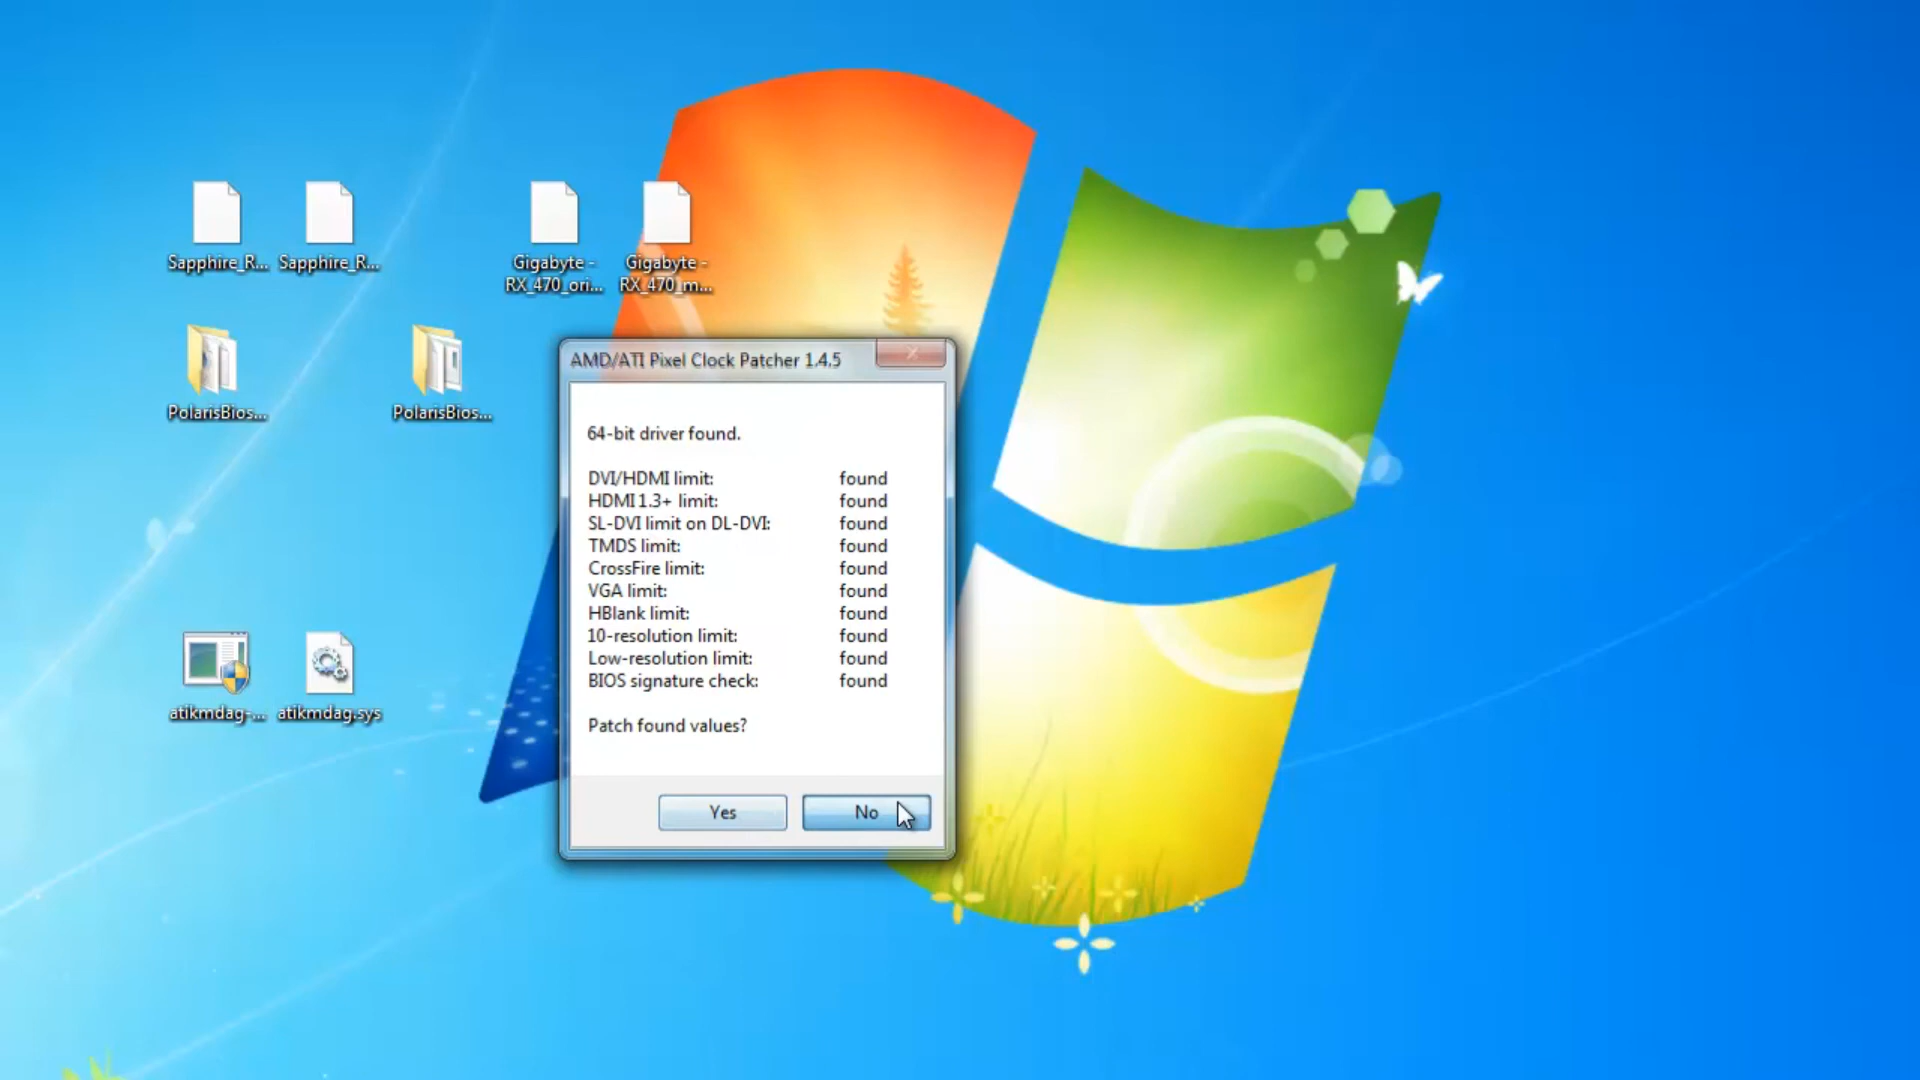 Sapphire_R... Sapphire_R...
Gigabyte - Gigabyte -
RX_470_ori... RX_470_m...
PolarisBios... PolarisBios...
atikmdag-... atikmdag.sys
AMD/ATI Pixel Clock Patcher 1.4.5
64-bit driver found.
DVI/HDMI limit: found
HDMI 1.3+ limit: found
SL-DVI limit on DL-DVI: found
TMDS limit: found
CrossFire limit: found
VGA limit: found
HBlank limit: found
10-resolution limit: found
Low-resolution limit: found
BIOS signature check: found
Patch found values?
Yes No